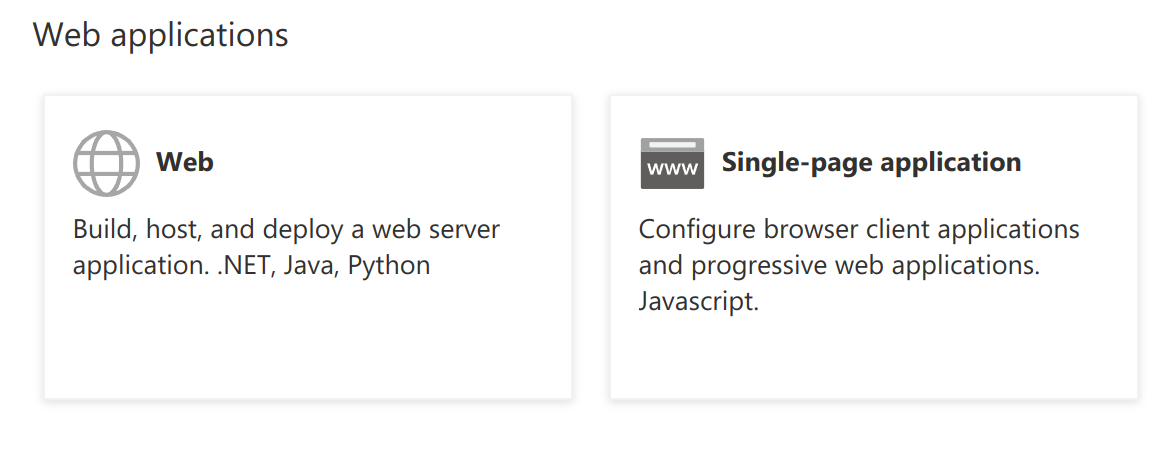 Web applications
Web
Build, host, and deploy a web server
application. .NET, Java, Python
www
Single-page application
Configure browser client applications
and progressive web applications.
Javascript.